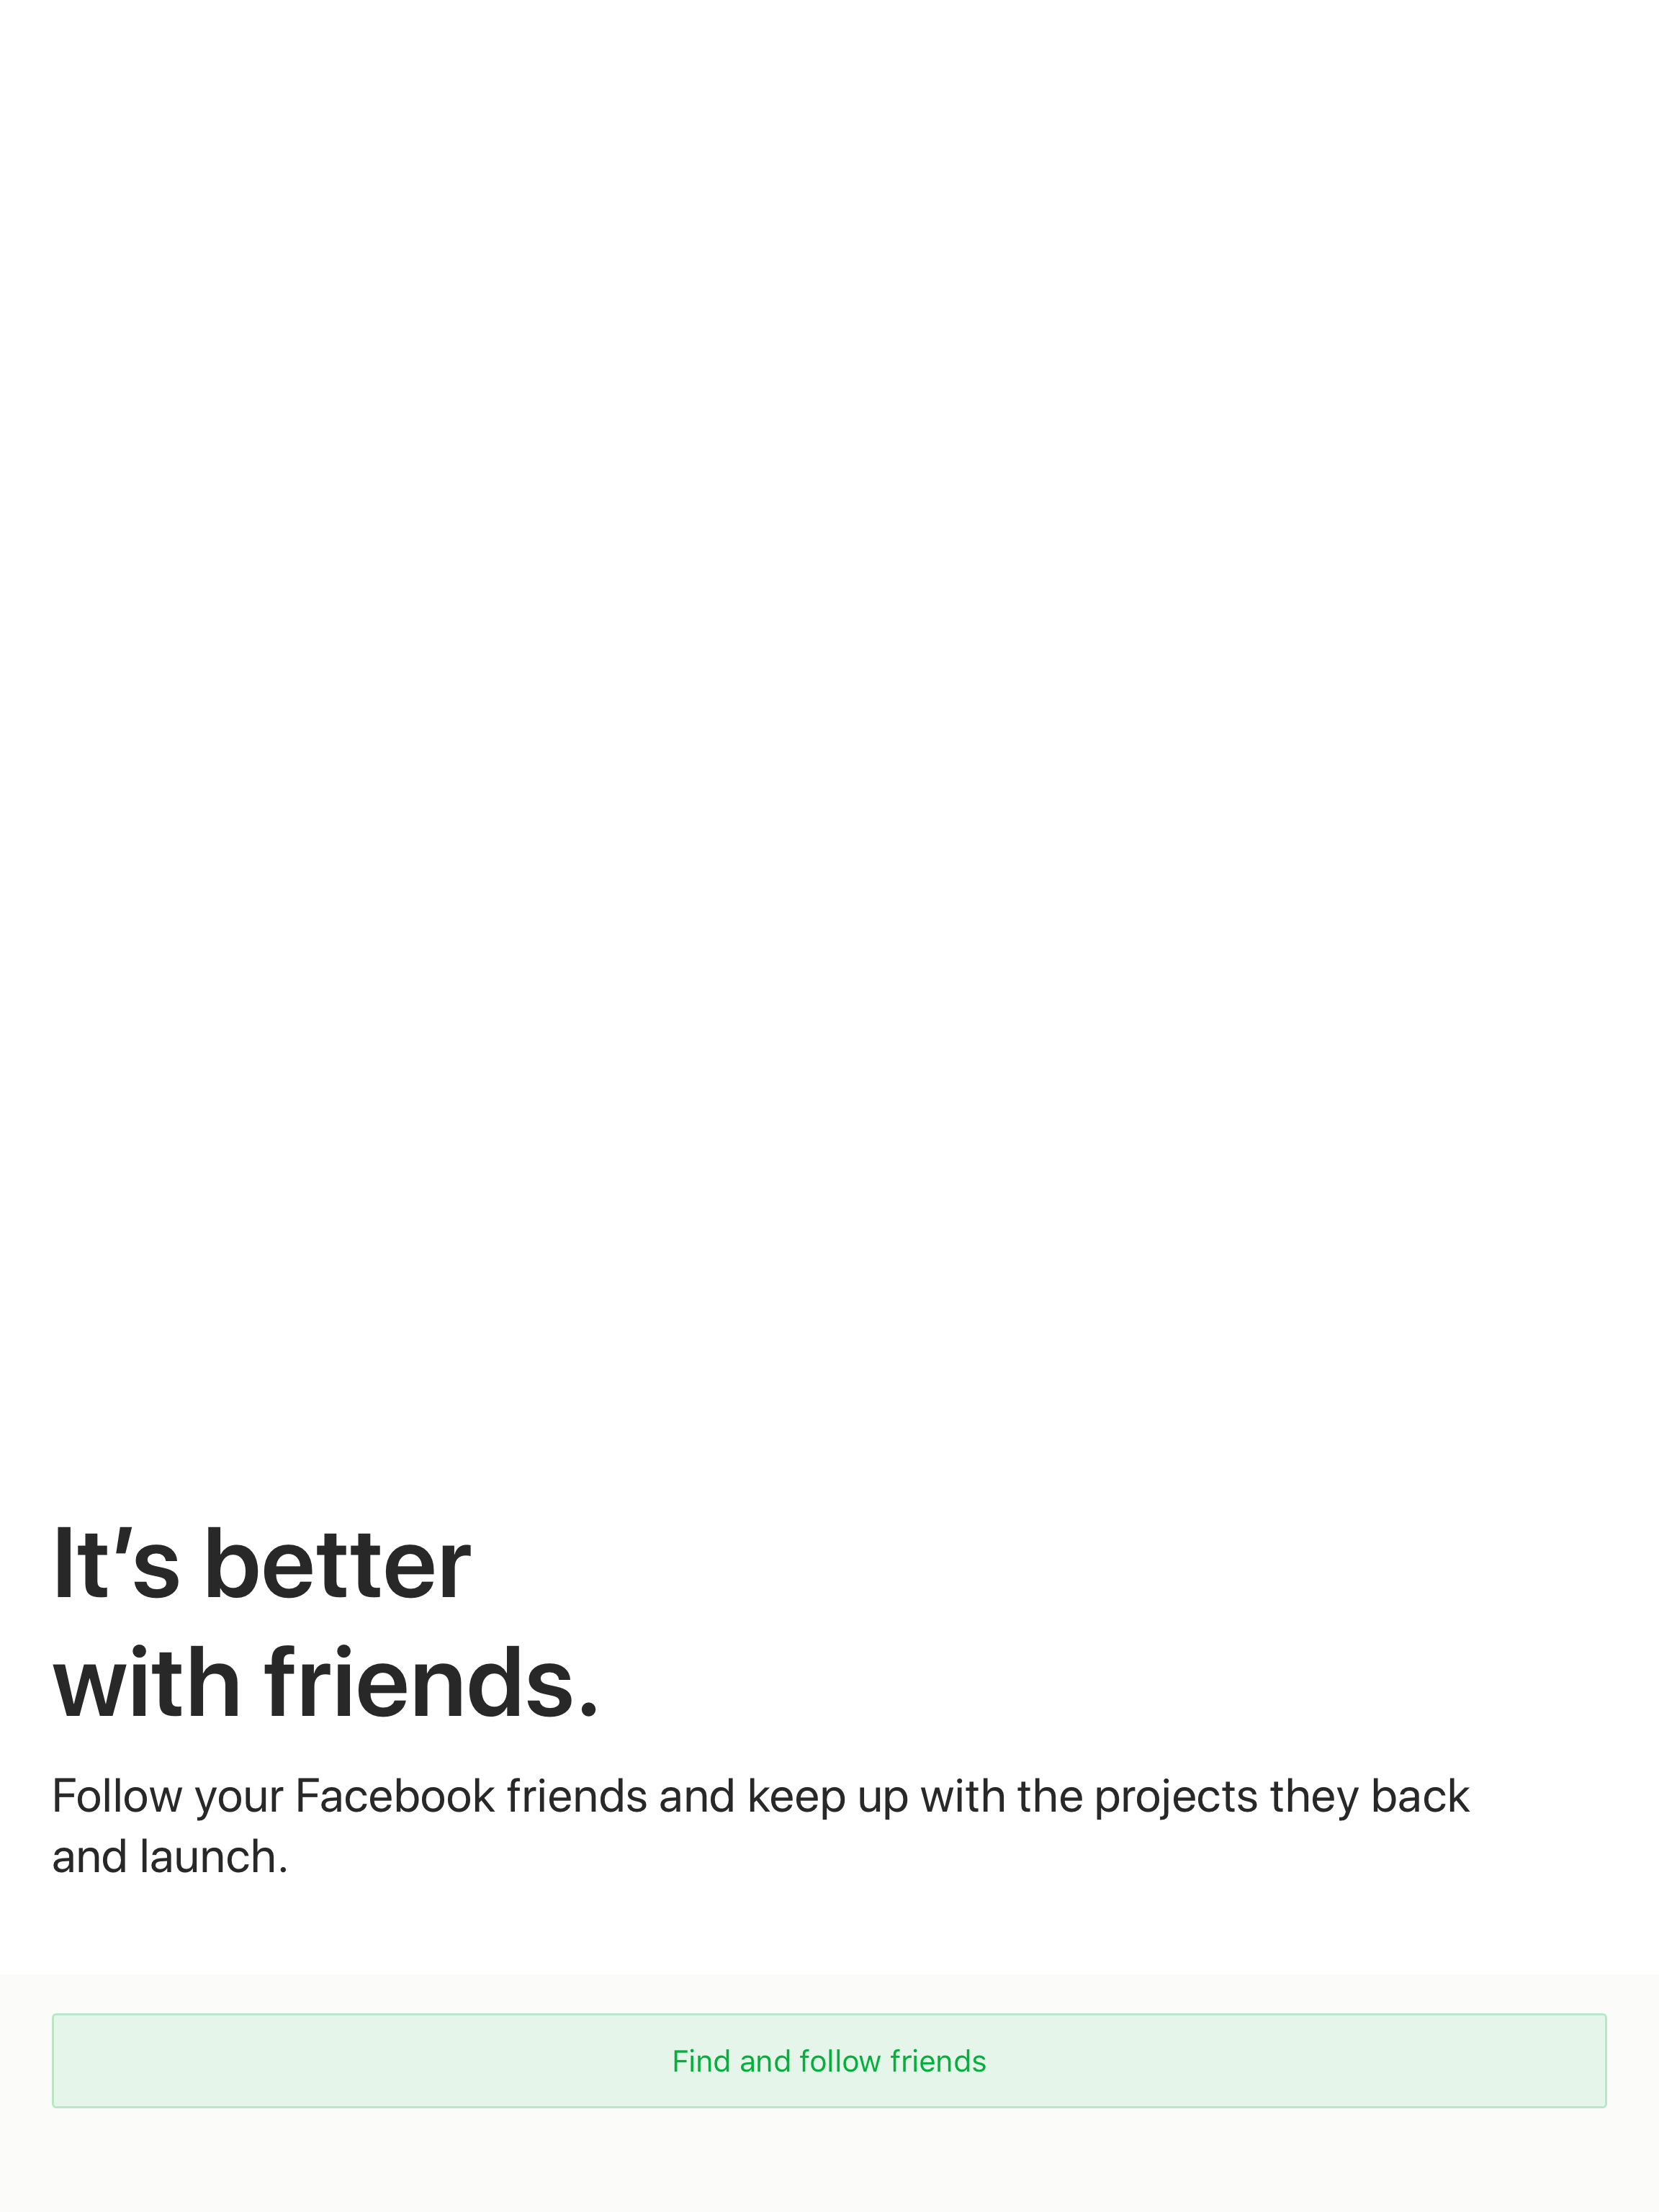 It’s better
with friends.
Follow your Facebook friends and keep up with the projects they back
and launch.
Find and follow friends